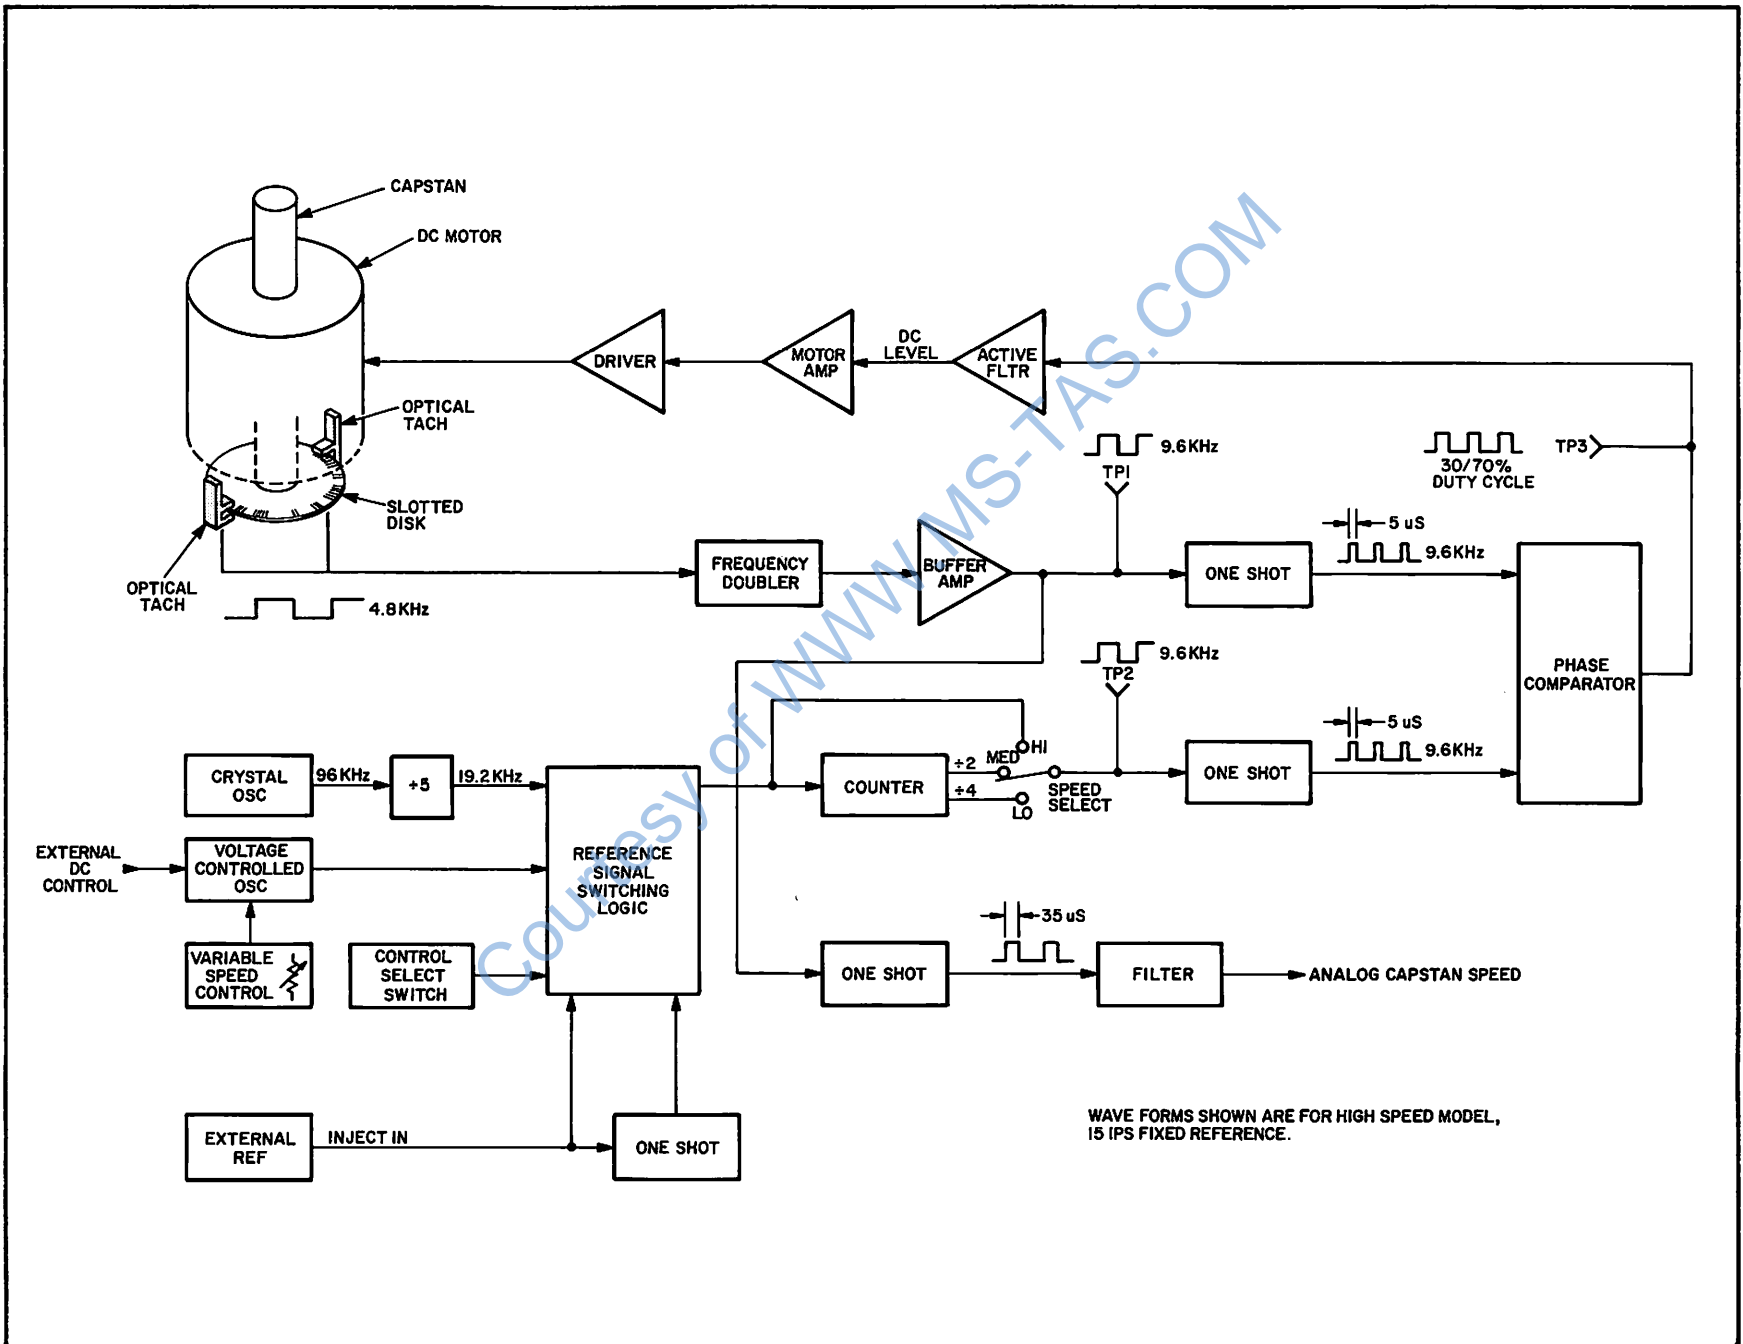 CAPSTAN
DC MOTOR
DRIVER
MOTOR
AMP
DC
LEVEL
ACTIVE
FLTR
OPTICAL
TACH
9.6KHz
TP1
30/70%
DUTY CYCLE
TP3
SLOTTED
DISK
OPTICAL
TACH
4.8KHz
FREQUENCY
DOUBLER
BUFFER
AMP
ONE SHOT
5 uS
9.6KHz
9.6KHz
TP2
PHASE
COMPARATOR
CRYSTAL
OSC
96KHz
÷5
19.2KHz
COUNTER
÷2
÷4
MED
HI
LO
SPEED
SELECT
ONE SHOT
5 uS
9.6KHz
EXTERNAL
DC
CONTROL
VOLTAGE
CONTROLLED
OSC
REFERENCE
SIGNAL
SWITCHING
LOGIC
VARIABLE
SPEED
CONTROL
CONTROL
SELECT
SWITCH
ONE SHOT
35 uS
FILTER
ANALOG CAPSTAN SPEED
EXTERNAL
REF
INJECT IN
ONE SHOT
WAVE FORMS SHOWN ARE FOR HIGH SPEED MODEL,
15 IPS FIXED REFERENCE.
Courtesy of WWW.MS-TAS.COM